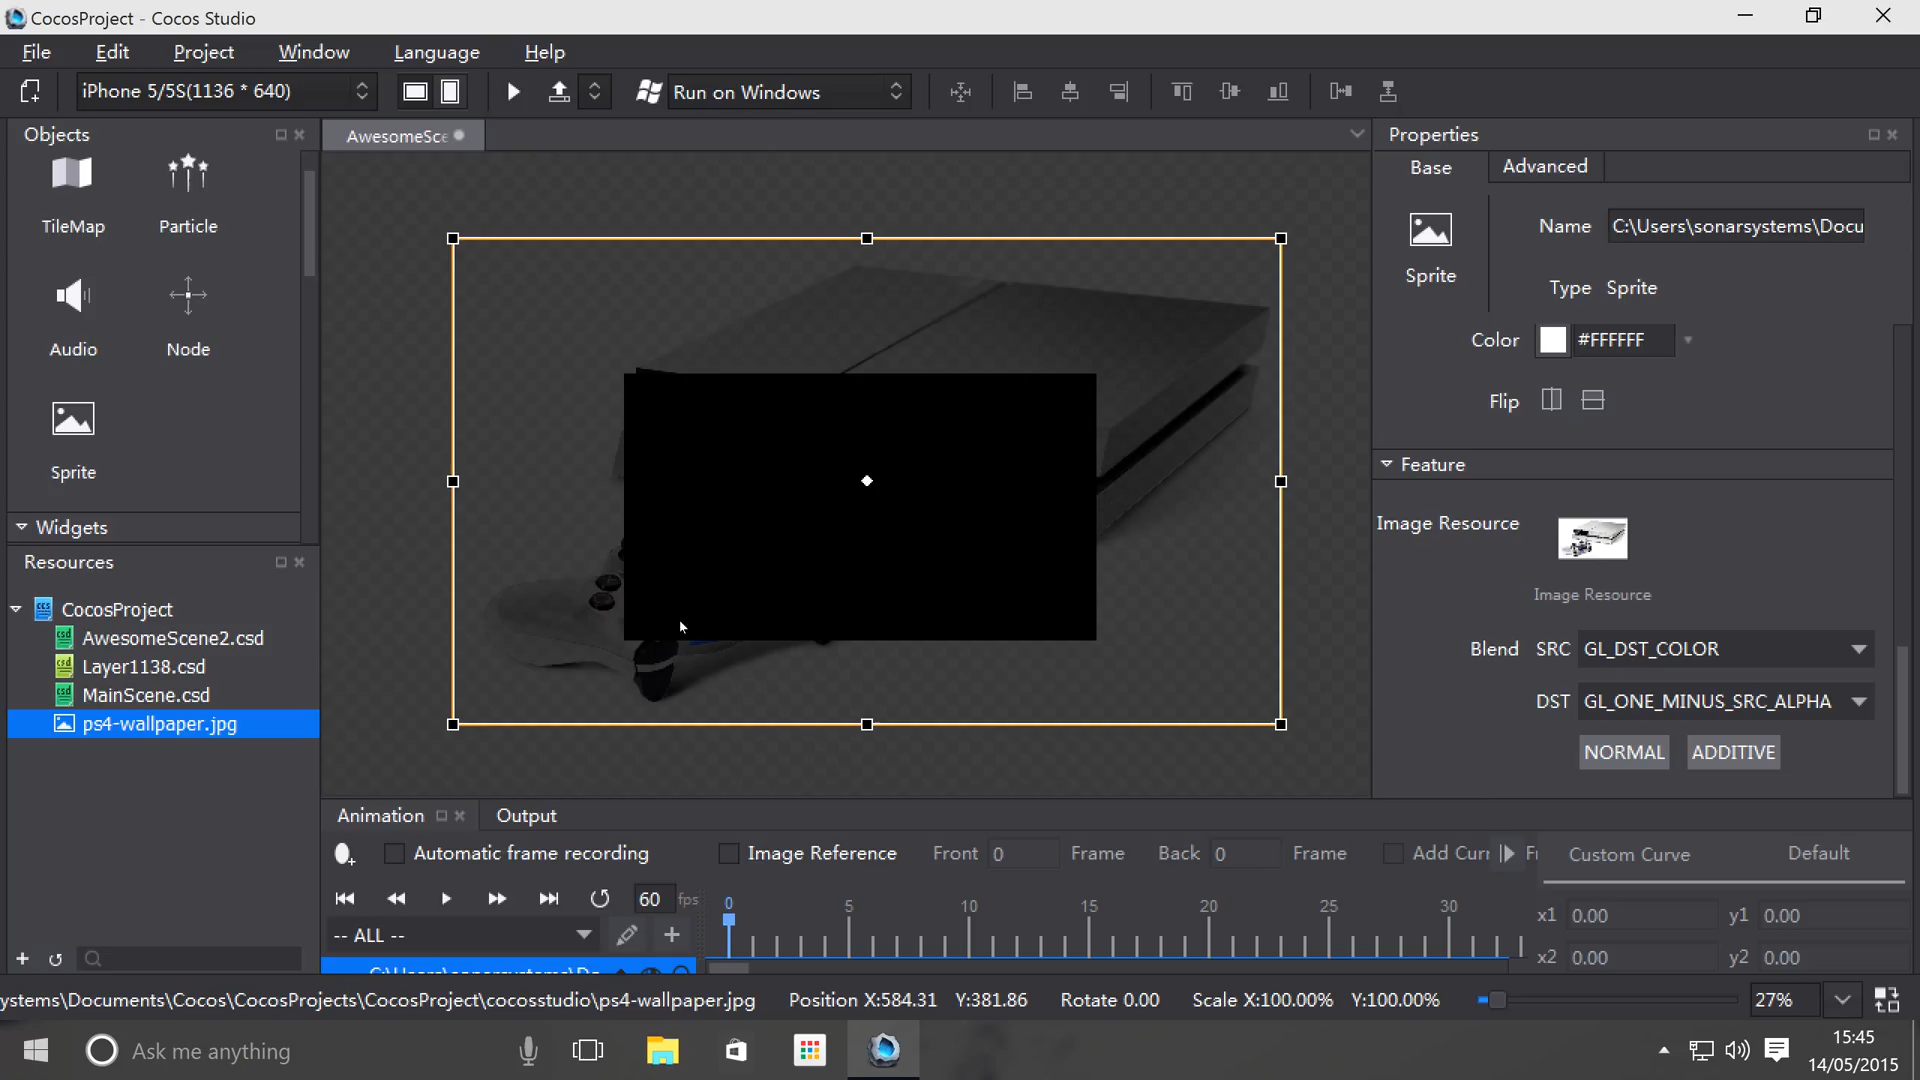 CocosProject - Cocos Studio
File Edit Project Window Language Help
iPhone 5/5S(1136 * 640) Run on Windows
Objects
TileMap Particle
Audio Node
Sprite
Widgets
Resources
CocosProject
AwesomeScene2.csd
Layer1138.csd
MainScene.csd
ps4-wallpaper.jpg
AwesomeSce
Properties
Base Advanced
Sprite
Name C:\Users\sonarsystems\Docu
Type Sprite
Color #FFFFFF
Flip
Feature
Image Resource
Image Resource
Blend SRC GL_DST_COLOR
DST GL_ONE_MINUS_SRC_ALPHA
NORMAL ADDITIVE
Animation Output
Automatic frame recording Image Reference Front 0 Frame Back 0 Frame Add Curr Fr Custom Curve Default
60 fps 0 5 10 15 20 25 30
-- ALL --
x1 0.00 y1 0.00
x2 0.00 y2 0.00
ystems\Documents\Cocos\CocosProjects\CocosProject\cocosstudio\ps4-wallpaper.jpg Position X:584.31 Y:381.86 Rotate 0.00 Scale X:100.00% Y:100.00% 27%
Ask me anything
15:45
14/05/2015